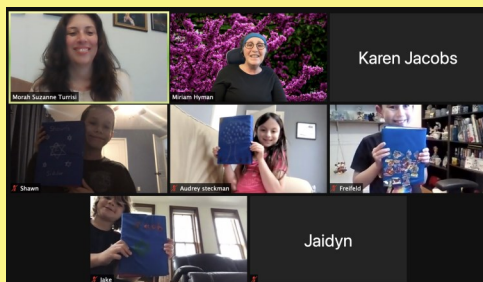 Karen Jacobs
Morah Suzanne Turrisi
Miriam Hyman
Shawn
Audrey steckman
Freifeld
Jaidyn
Jake